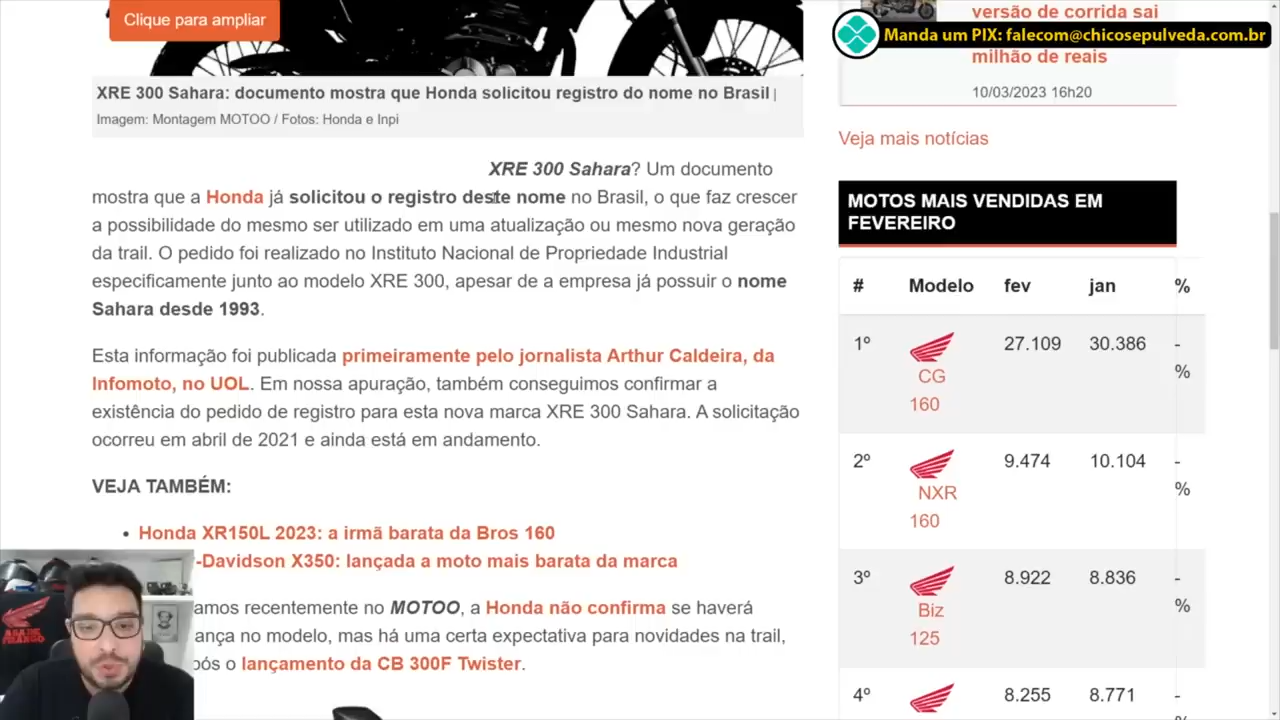 Clique para ampliar
XRE 300 Sahara: documento mostra que Honda solicitou registro do nome no Brasil |
Imagem: Montagem MOTOO / Fotos: Honda e Inpi
XRE 300 Sahara? Um documento
mostra que a Honda já solicitou o registro deste nome no Brasil, o que faz crescer
a possibilidade do mesmo ser utilizado em uma atualização ou mesmo nova geração
da trail. O pedido foi realizado no Instituto Nacional de Propriedade Industrial
especificamente junto ao modelo XRE 300, apesar de a empresa já possuir o nome
Sahara desde 1993.
Esta informação foi publicada primeiramente pelo jornalista Arthur Caldeira, da
Infomoto, no UOL. Em nossa apuração, também conseguimos confirmar a
existência do pedido de registro para esta nova marca XRE 300 Sahara. A solicitação
ocorreu em abril de 2021 e ainda está em andamento.
VEJA TAMBÉM:
• Honda XR150L 2023: a irmã barata da Bros 160
-Davidson X350: lançada a moto mais barata da marca
amos recentemente no MOTOO, a Honda não confirma se haverá
ança no modelo, mas há uma certa expectativa para novidades na trail,
pós o lançamento da CB 300F Twister.
versão de corrida sai
Manda um PIX: falecom@chicosepulveda.com.br
milhão de reais
10/03/2023 16h20
Veja mais notícias
MOTOS MAIS VENDIDAS EM
FEVEREIRO
# Modelo fev jan %
1º 27.109 30.386 -
%
CG
160
2º 9.474 10.104 -
%
NXR
160
3º 8.922 8.836 -
%
Biz
125
4º 8.255 8.771 -